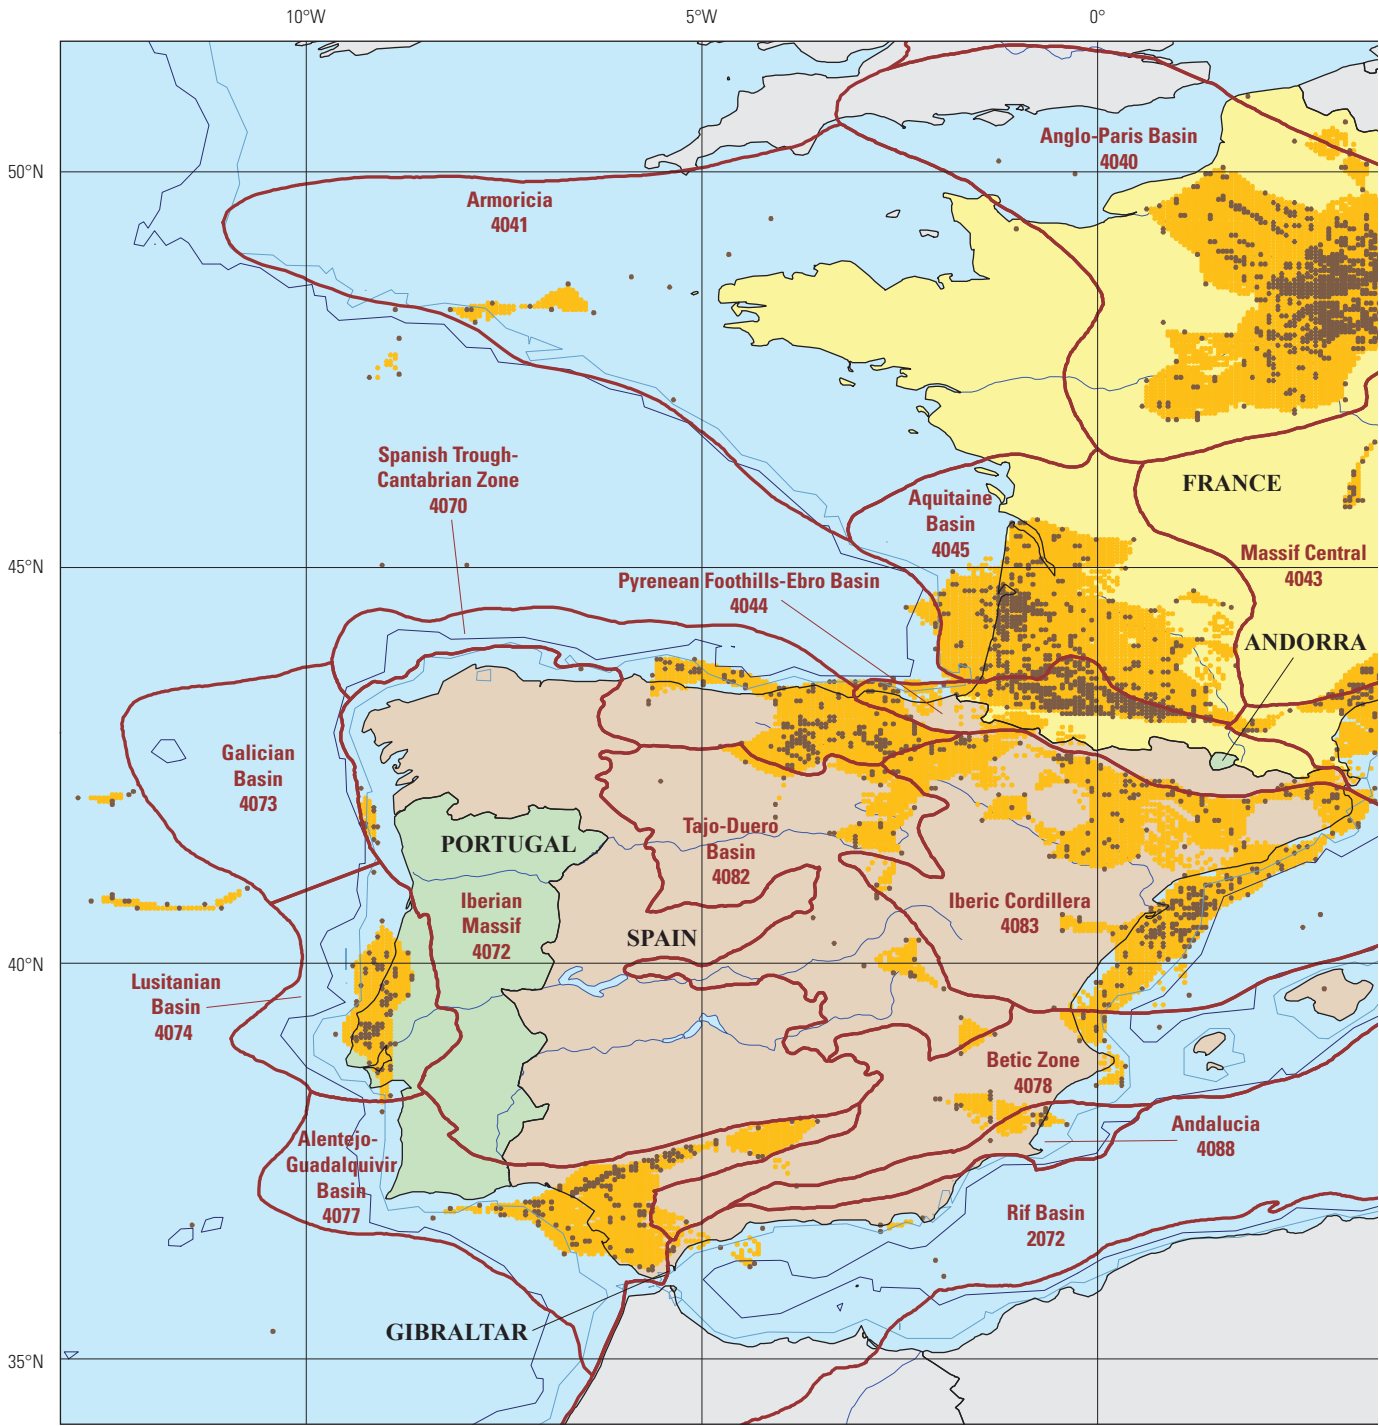 10°W
5°W
0°
50°N
45°N
40°N
35°N
Anglo-Paris Basin
4040
Armoricia
4041
Spanish Trough-
Cantabrian Zone
4070
Aquitaine
Basin
4045
FRANCE
Massif Central
4043
Pyrenean Foothills-Ebro Basin
4044
ANDORRA
Galician
Basin
4073
PORTUGAL
Tajo-Duero
Basin
4082
Iberian
Massif
4072
SPAIN
Iberic Cordillera
4083
Lusitanian
Basin
4074
Betic Zone
4078
Andalucia
4088
Alentejo-
Guadalquivir
Basin
4077
Rif Basin
2072
GIBRALTAR